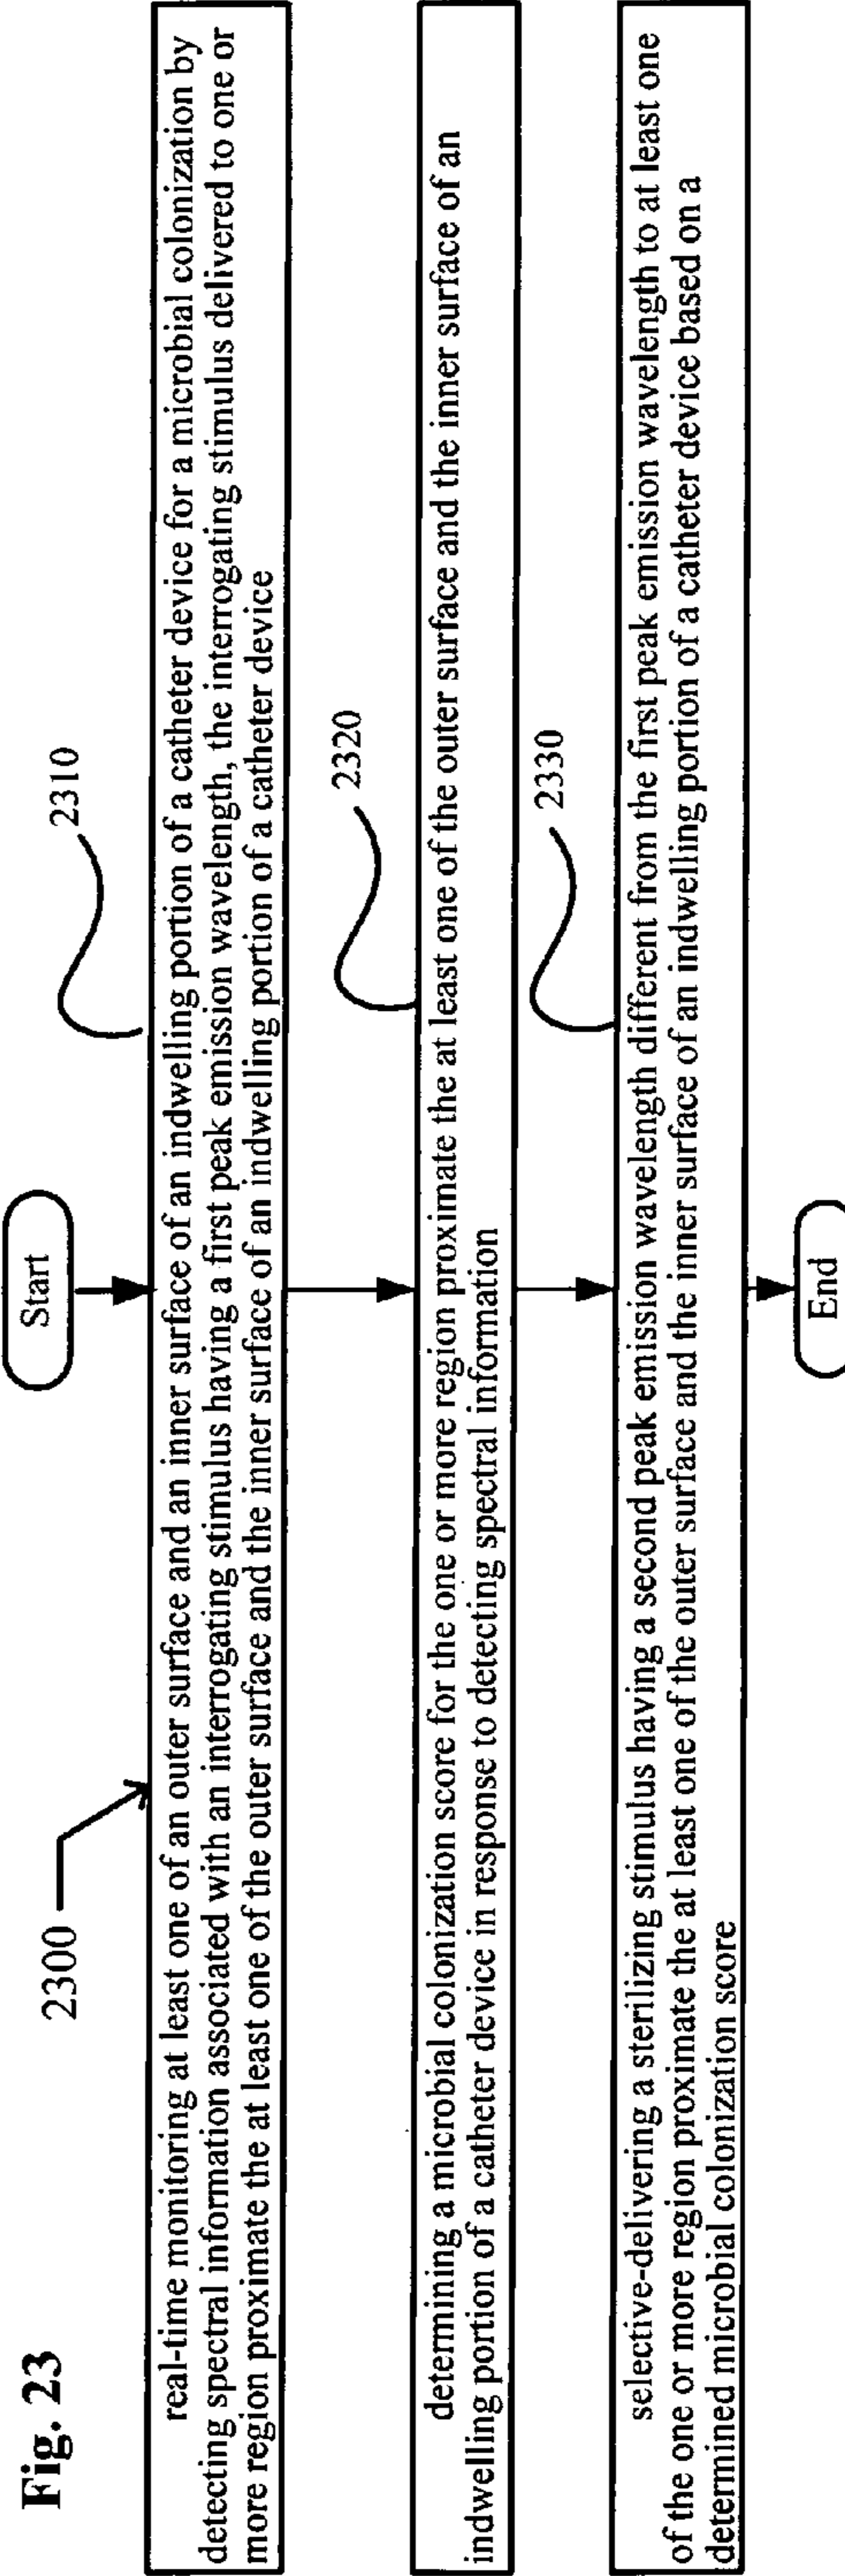 Fig. 23
2300
Start
2310
real-time monitoring at least one of an outer surface and an inner surface of an indwelling portion of a catheter device for a microbial colonization by
detecting spectral information associated with an interrogating stimulus having a first peak emission wavelength, the interrogating stimulus delivered to one or
more region proximate the at least one of the outer surface and the inner surface of an indwelling portion of a catheter device
2320
determining a microbial colonization score for the one or more region proximate the at least one of the outer surface and the inner surface of an
indwelling portion of a catheter device in response to detecting spectral information
2330
selective-delivering a sterilizing stimulus having a second peak emission wavelength different from the first peak emission wavelength to at least one
of the one or more region proximate the at least one of the outer surface and the inner surface of an indwelling portion of a catheter device based on a
determined microbial colonization score
End